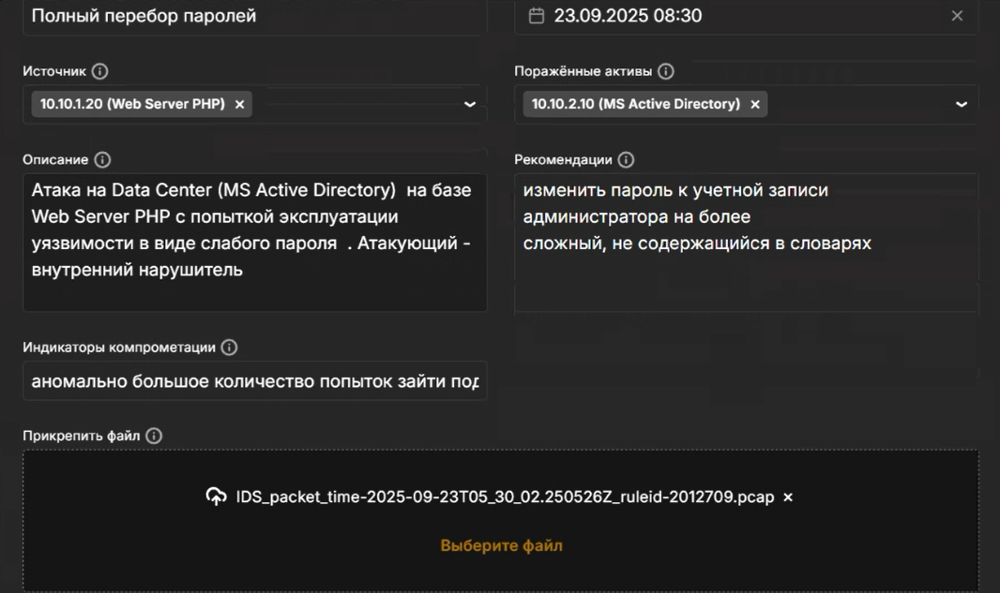 Полный перебор паролей
23.09.2025 08:30
Источник
Поражённые активы
10.10.1.20 (Web Server PHP)
10.10.2.10 (MS Active Directory)
Описание
Рекомендации
Атака на Data Center (MS Active Directory)  на базе
Web Server PHP с попыткой эксплуатации
уязвимости в виде слабого пароля  . Атакующий -
внутренний нарушитель
изменить пароль к учетной записи
администратора на более
сложный, не содержащийся в словарях
Индикаторы компрометации
аномально большое количество попыток зайти под
Прикрепить файл
IDS_packet_time-2025-09-23T05_30_02.250526Z_ruleid-2012709.pcap
Выберите файл